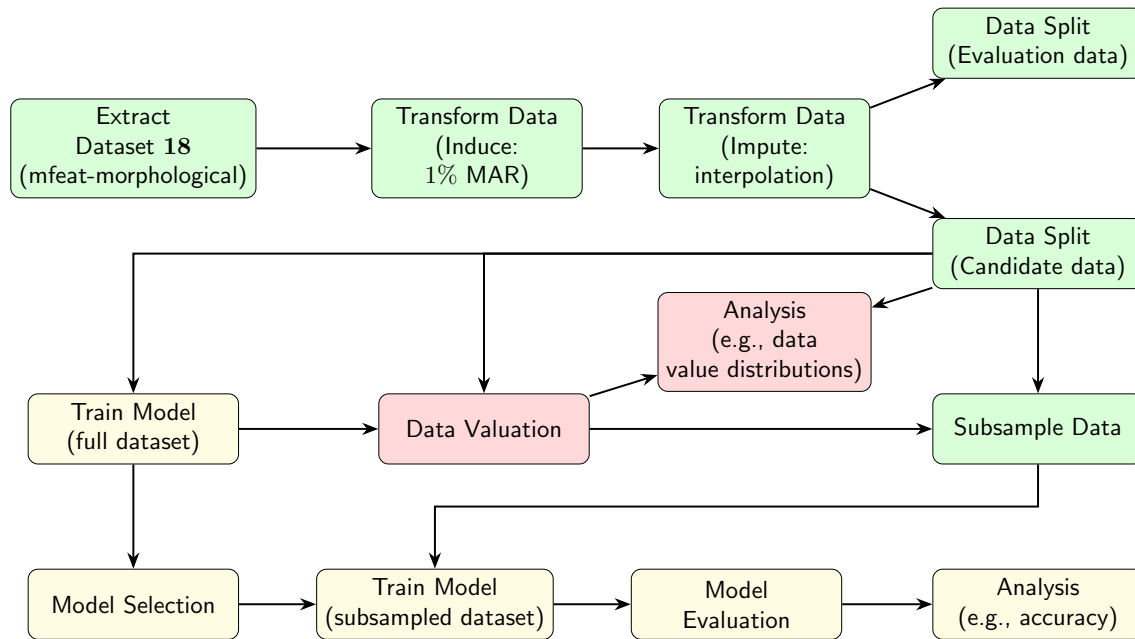 Data Split
(Evaluation data)
Extract
Dataset 18
(mfeat-morphological)
Transform Data
(Induce:
1% MAR)
Transform Data
(Impute:
interpolation)
Data Split
(Candidate data)
Analysis
(e.g., data
value distributions)
Train Model
(full dataset)
Data Valuation
Subsample Data
Model Selection
Train Model
(subsampled dataset)
Model
Evaluation
Analysis
(e.g., accuracy)